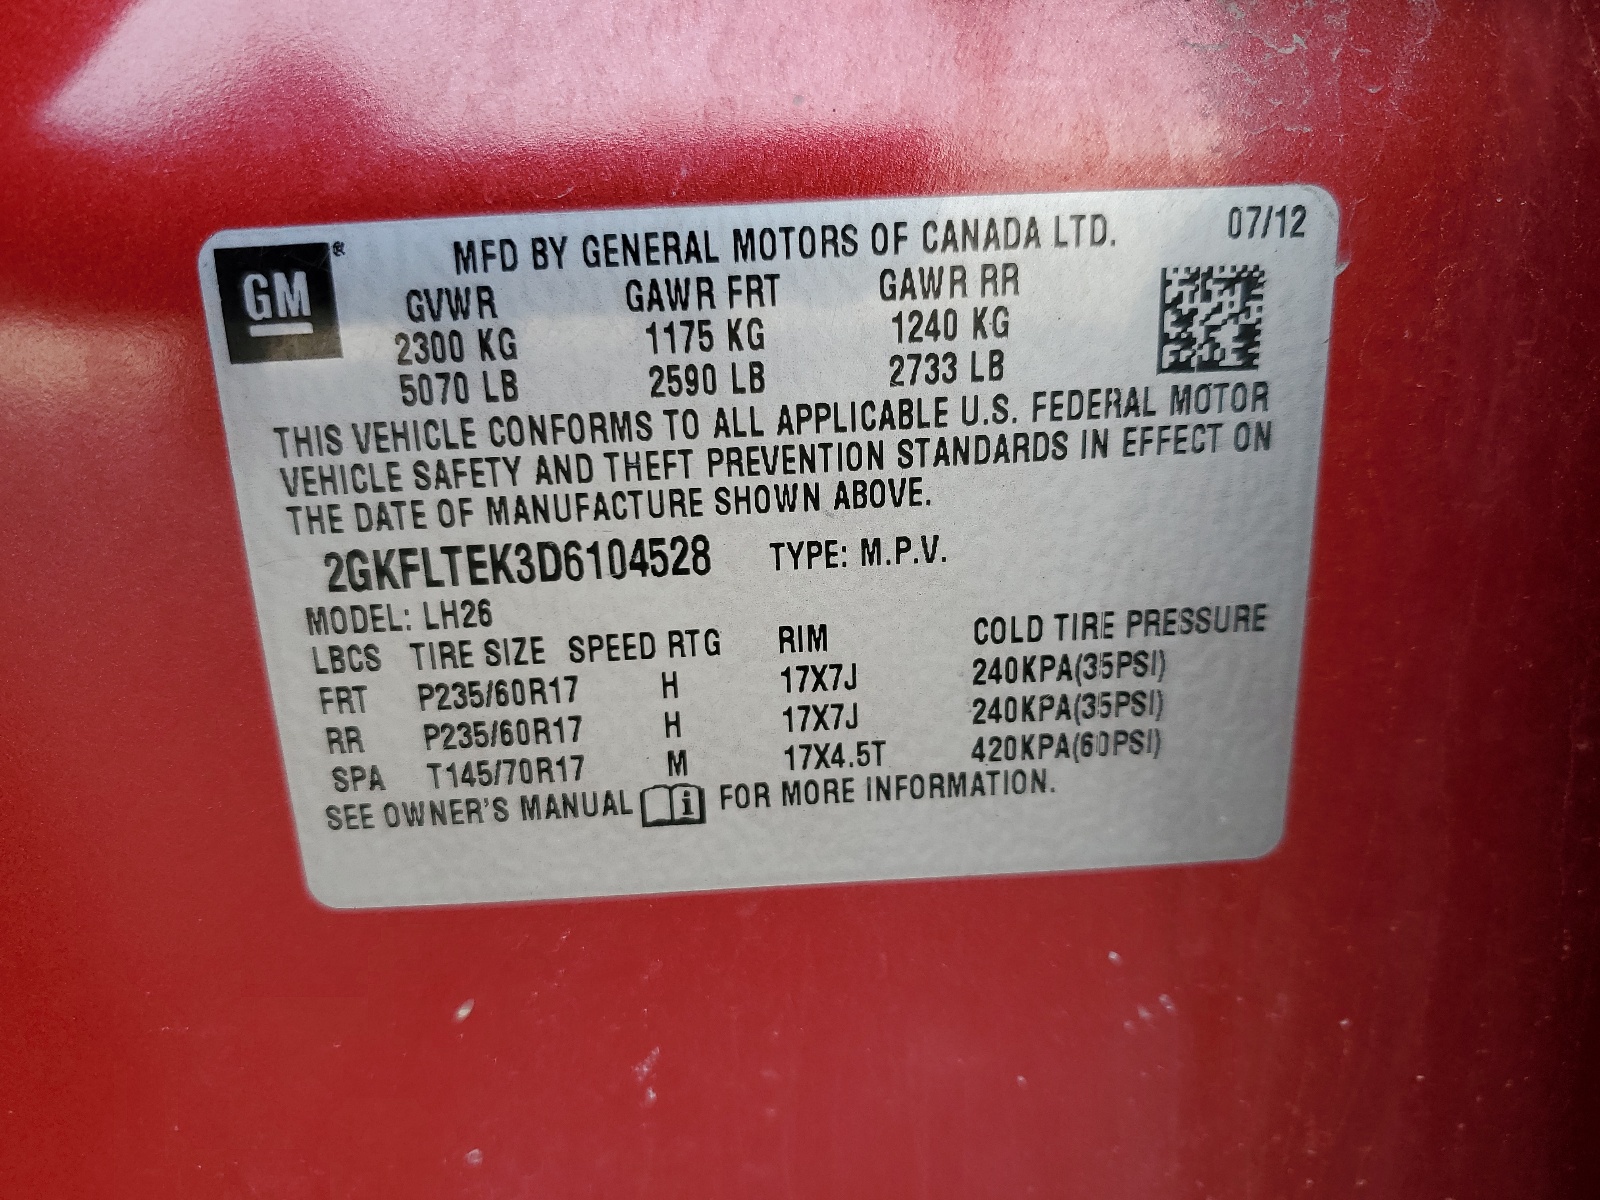 GM ® MFD BY GENERAL MOTORS OF CANADA LTD. 07/12
GVWR GAWR FRT GAWR RR
2300 KG 1175 KG 1240 KG
5070 LB 2590 LB 2733 LB
THIS VEHICLE CONFORMS TO ALL APPLICABLE U.S. FEDERAL MOTOR
VEHICLE SAFETY AND THEFT PREVENTION STANDARDS IN EFFECT ON
THE DATE OF MANUFACTURE SHOWN ABOVE.
2GKFLTEK3D6104528 TYPE: M.P.V.
MODEL: LH26
LBCS TIRE SIZE SPEED RTG RIM COLD TIRE PRESSURE
FRT P235/60R17 H 17X7J 240KPA(35PSI)
RR P235/60R17 H 17X7J 240KPA(35PSI)
SPA T145/70R17 M 17X4.5T 420KPA(60PSI)
SEE OWNER'S MANUAL i FOR MORE INFORMATION.